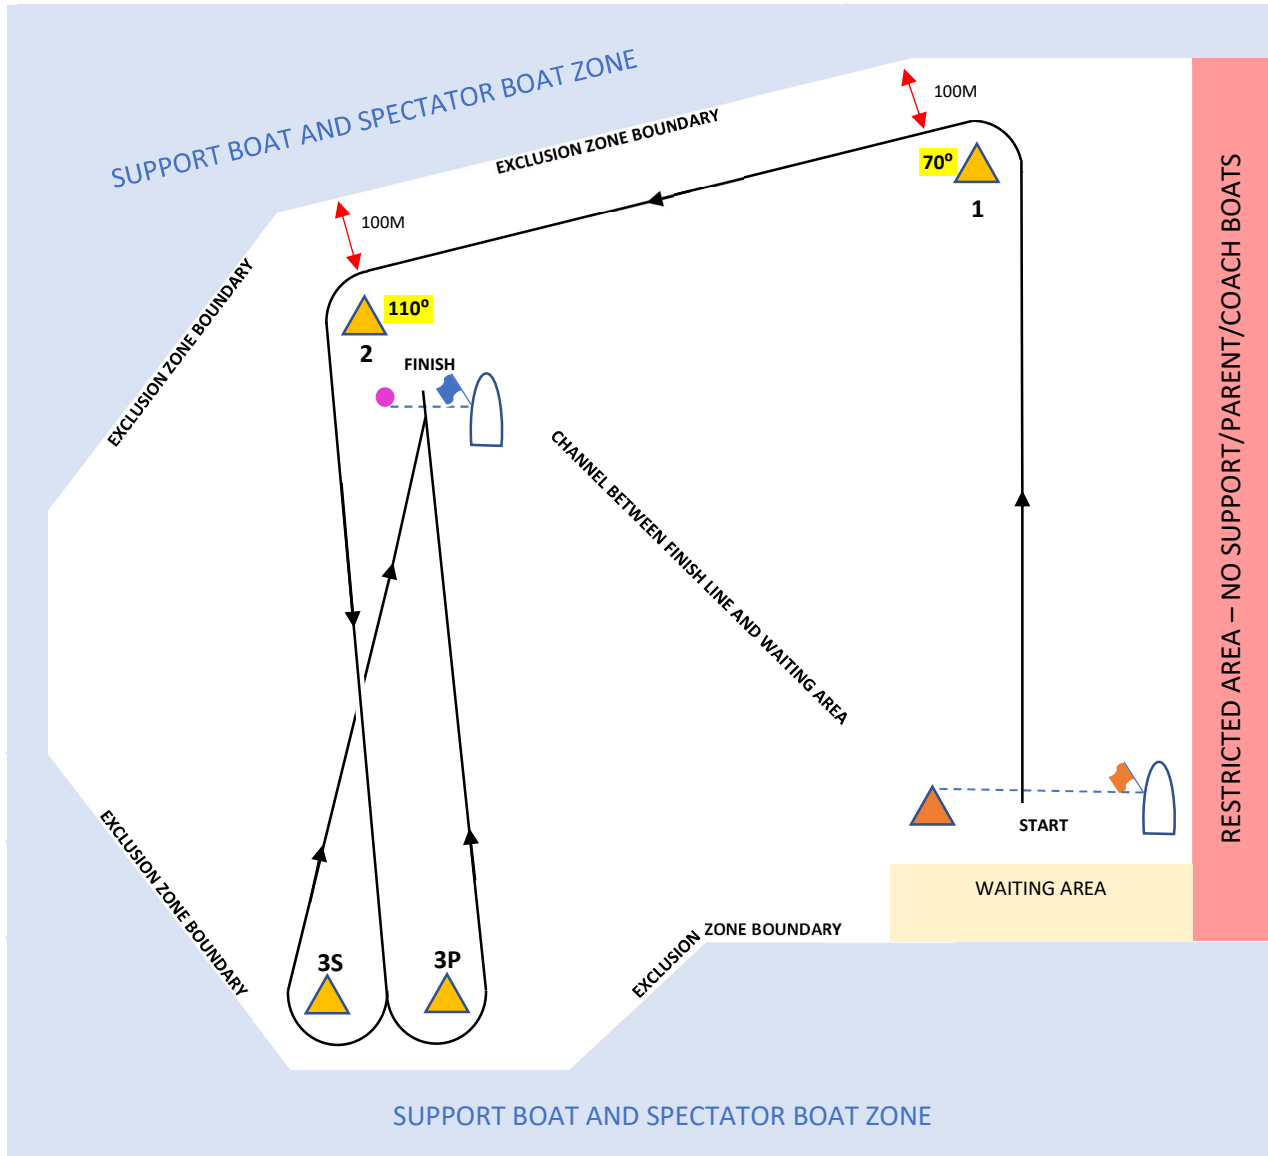 SUPPORT BOAT AND SPECTATOR BOAT ZONE
100M
EXCLUSION ZONE BOUNDARY
70⁰
1
100M
110⁰
2
FINISH
EXCLUSION ZONE BOUNDARY
CHANNEL BETWEEN FINISH LINE AND WAITING AREA
RESTRICTED AREA – NO SUPPORT/PARENT/COACH BOATS
START
WAITING AREA
EXCLUSION ZONE BOUNDARY
3S
3P
EXCLUSION ZONE BOUNDARY
SUPPORT BOAT AND SPECTATOR BOAT ZONE